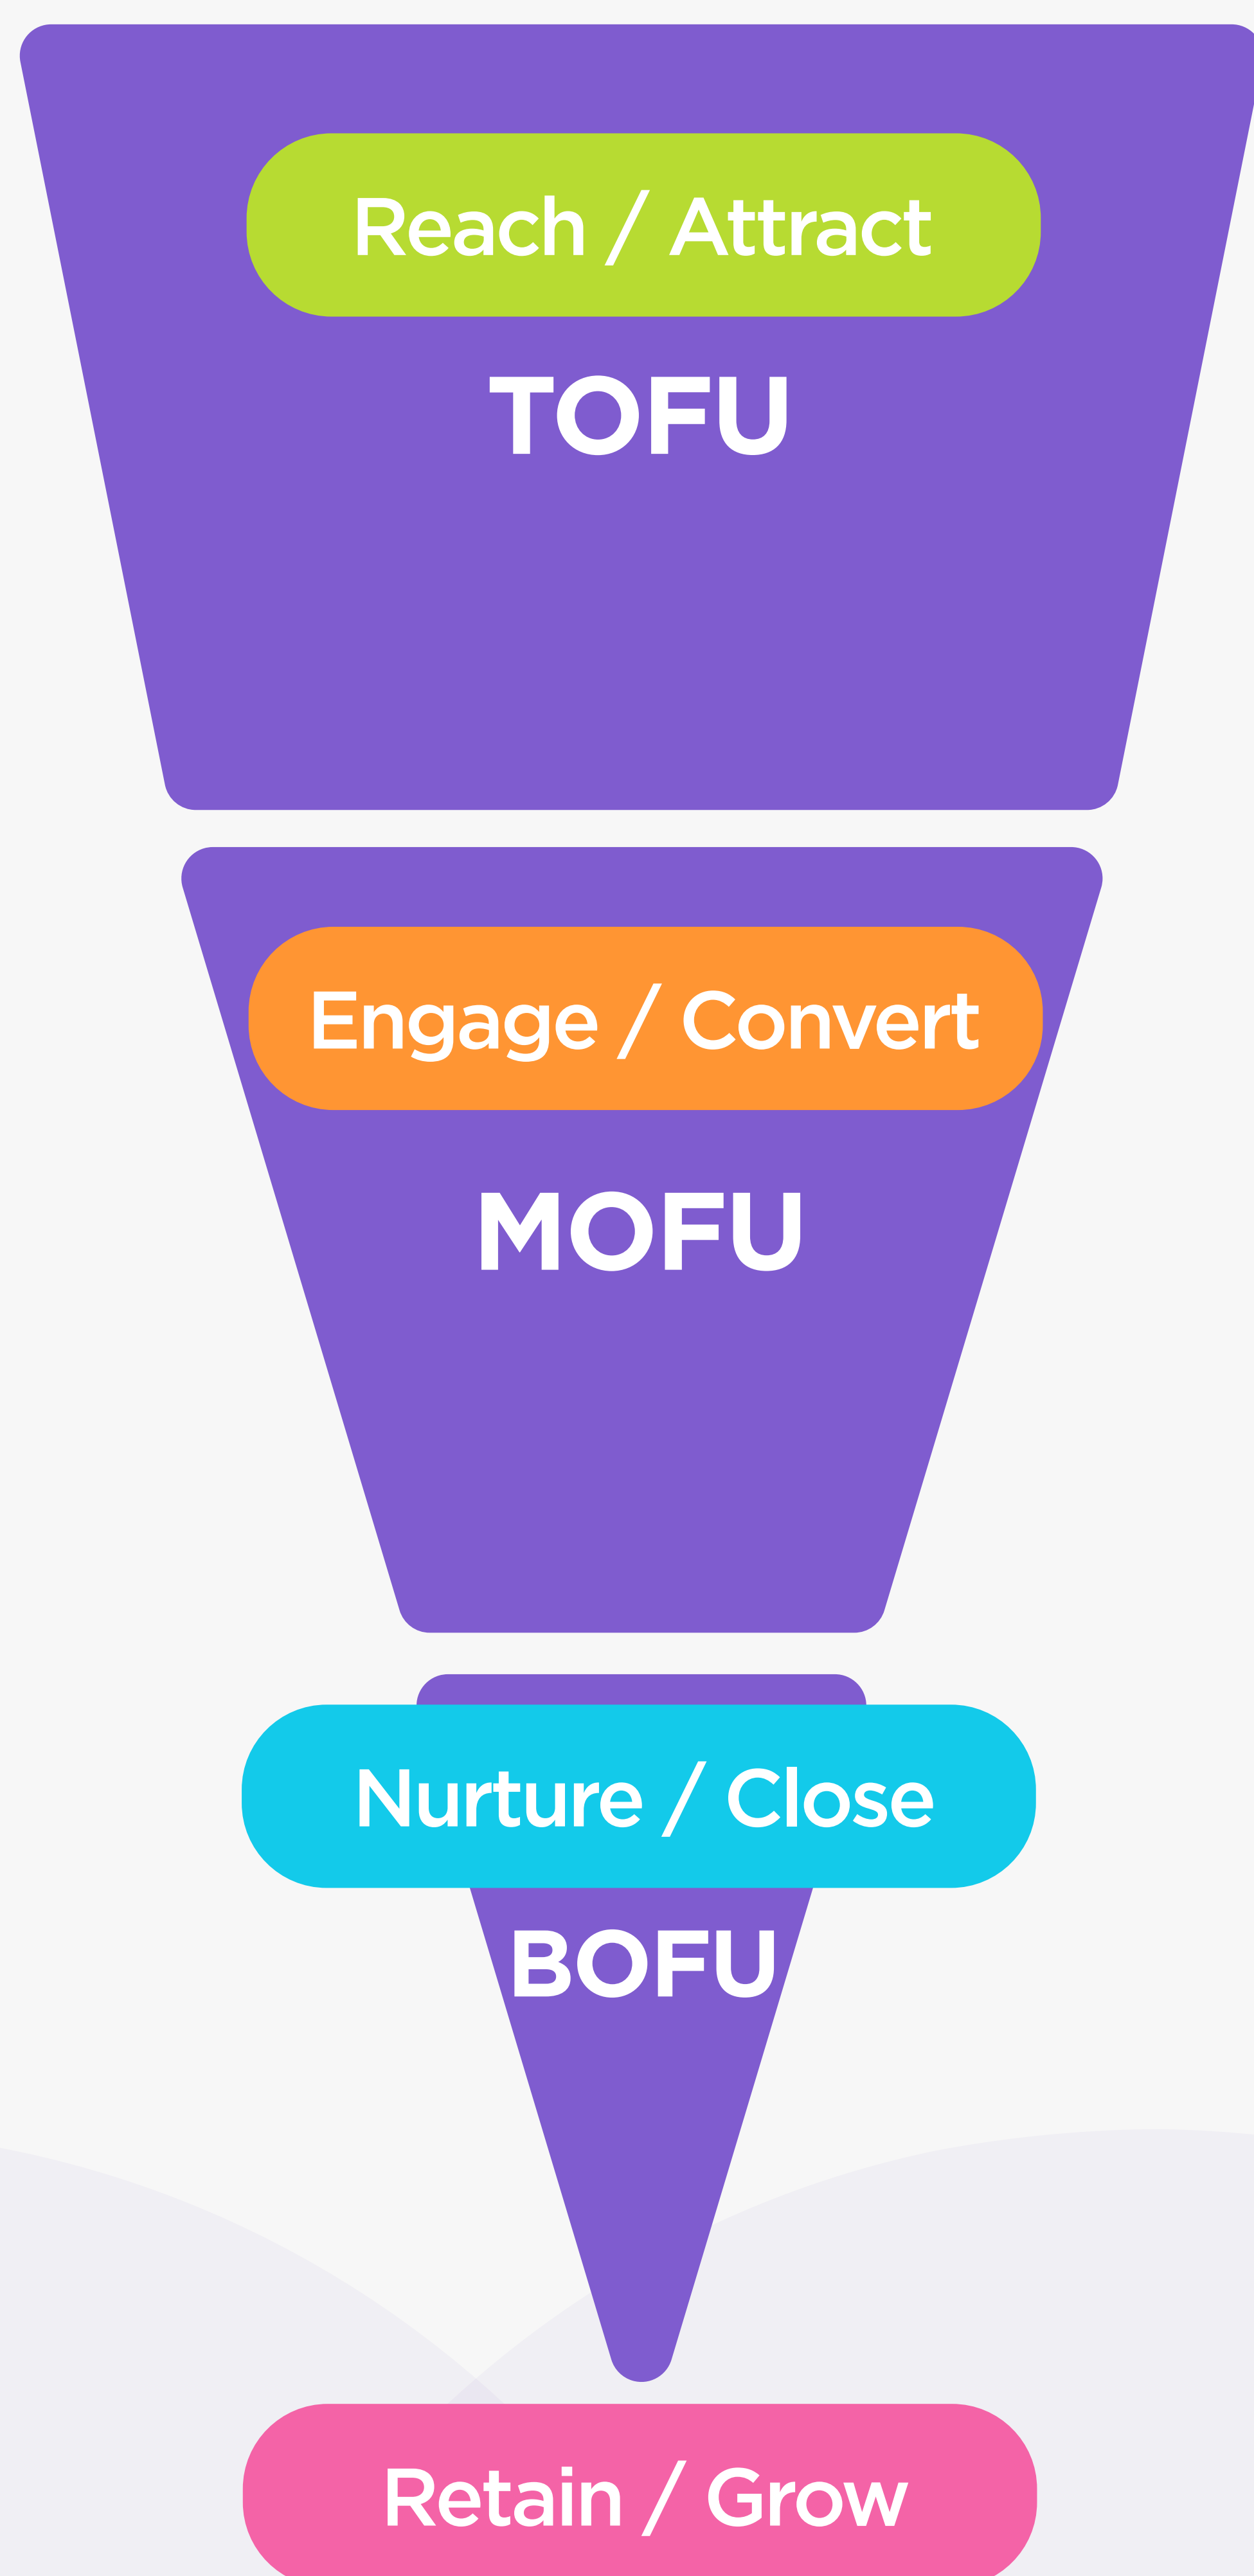 Reach / Attract
TOFU
Engage / Convert
MOFU
Nurture / Close
BOFU
Retain / Grow